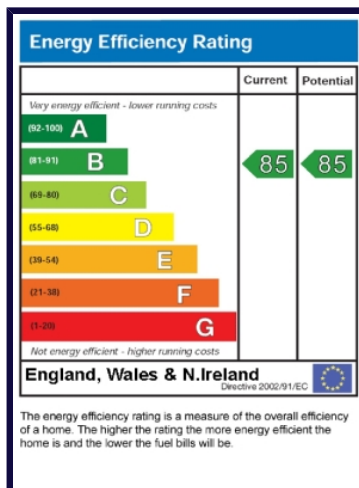 Energy Efficiency Rating
Current Potential
Very energy efficient - lower running costs
(92-100) A
(81-91) B 85 85
(69-80) C
(55-68) D
(39-54) E
(21-38) F
(1-20) G
Not energy efficient - higher running costs
England, Wales & N.Ireland
Directive 2002/91/EC
The energy efficiency rating is a measure of the overall efficiency
of a home. The higher the rating the more energy efficient the
home is and the lower the fuel bills will be.